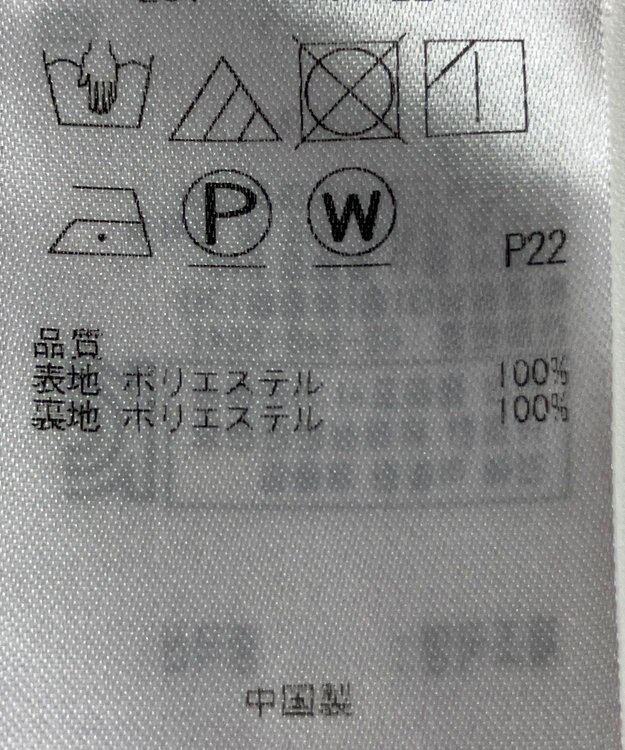 P W
P22
品質
表地 ポリエステル 100%
裏地 ポリエステル 100%
中国製